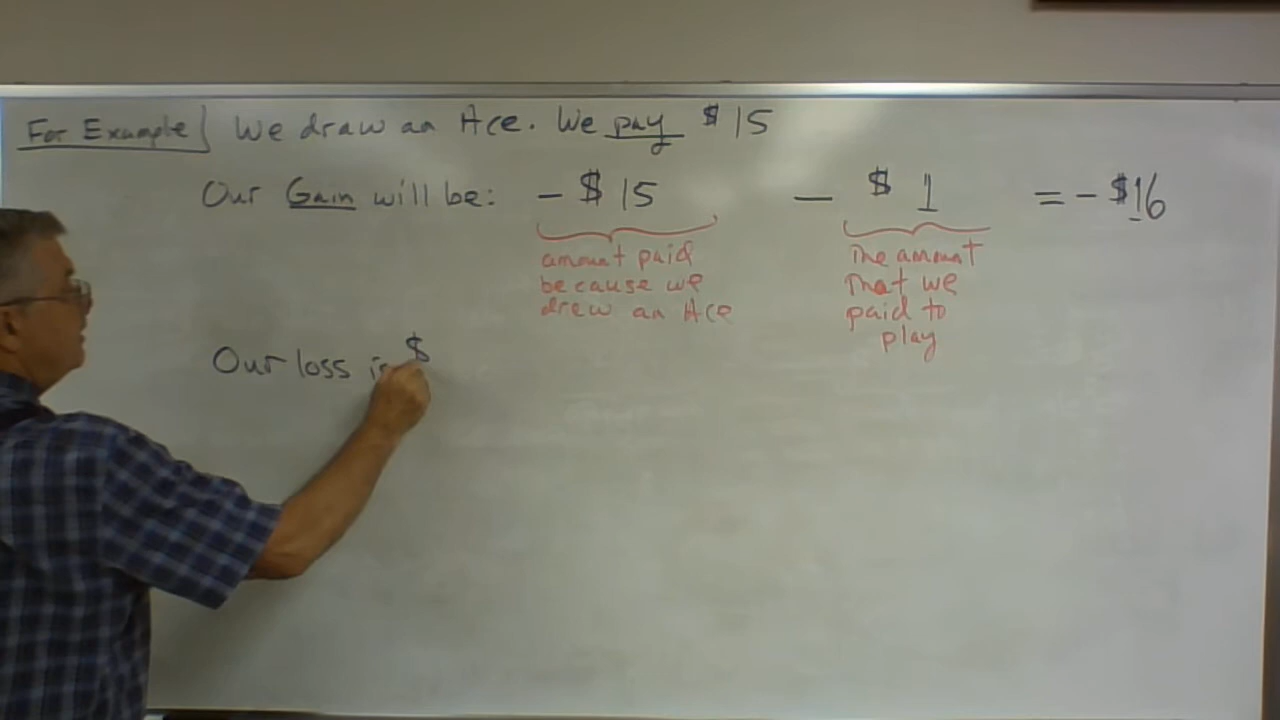 For Example We draw an Ace. We pay $15
Our Gain will be: - $15 - $1 = - $16
amount paid
because we
drew an Ace
The amount
That we
paid to
play
Our loss is $